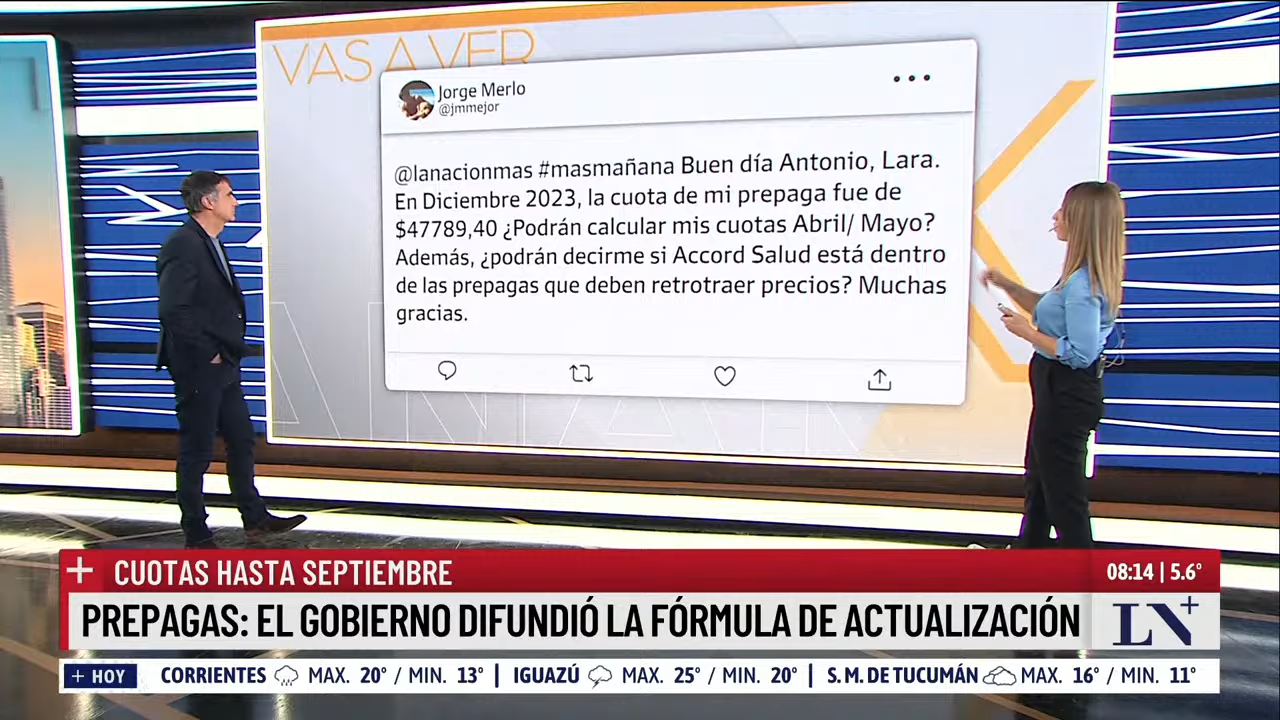 VAS A VER
Jorge Merlo
@jmmejor
@lanacionmas #masmañana Buen día Antonio, Lara.
En Diciembre 2023, la cuota de mi prepaga fue de
$47789,40 ¿Podrán calcular mis cuotas Abril/ Mayo?
Además, ¿podrán decirme si Accord Salud está dentro
de las prepagas que deben retrotraer precios? Muchas
gracias.
+ CUOTAS HASTA SEPTIEMBRE
08:14 | 5.6°
PREPAGAS: EL GOBIERNO DIFUNDIÓ LA FÓRMULA DE ACTUALIZACIÓN
LN+
+ HOY
CORRIENTES MAX. 20° / MIN. 13° | IGUAZÚ MAX. 25° / MIN. 20° | S. M. DE TUCUMÁN MAX. 16° / MIN. 11°